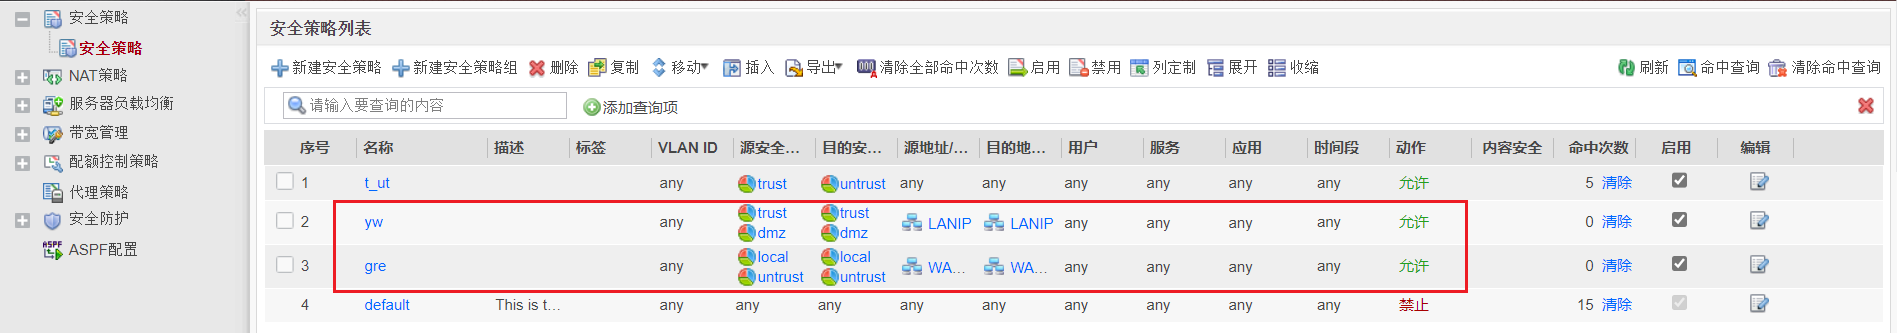 安全策略
安全策略
NAT策略
服务器负载均衡
带宽管理
配额控制策略
代理策略
安全防护
ASPF配置
安全策略列表
新建安全策略 新建安全策略组 删除 复制 移动 插入 导出 清除全部命中次数 启用 禁用 列定制 展开 收缩 刷新 命中查询 清除命中查询
请输入要查询的内容 添加查询项
序号 名称 描述 标签 VLAN ID 源安全... 目的安... 源地址/... 目的地... 用户 服务 应用 时间段 动作 内容安全 命中次数 启用 编辑
1 t_ut any trust untrust any any any any any any 允许 5 清除
2 yw any trust dmz trust dmz LANIP LANIP any any any any 允许 0 清除
3 gre any local untrust local untrust WA... WA... any any any any 允许 0 清除
4 default This is t... any any any any any any any any any 禁止 15 清除